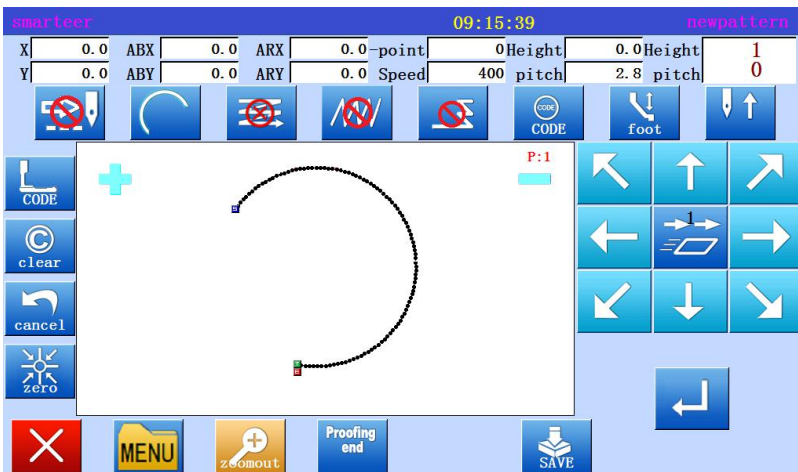 smarteer 09:15:39 newpattern
X 0.0 ABX 0.0 ARX 0.0 -point 0 Height 0.0 Height 1
Y 0.0 ABY 0.0 ARY 0.0 Speed 400 pitch 2.8 pitch 0
CODE
CODE
foot
CODE
P:1
1
© clear
cancel
zero
MENU
zoomout
Proofing
end
SAVE